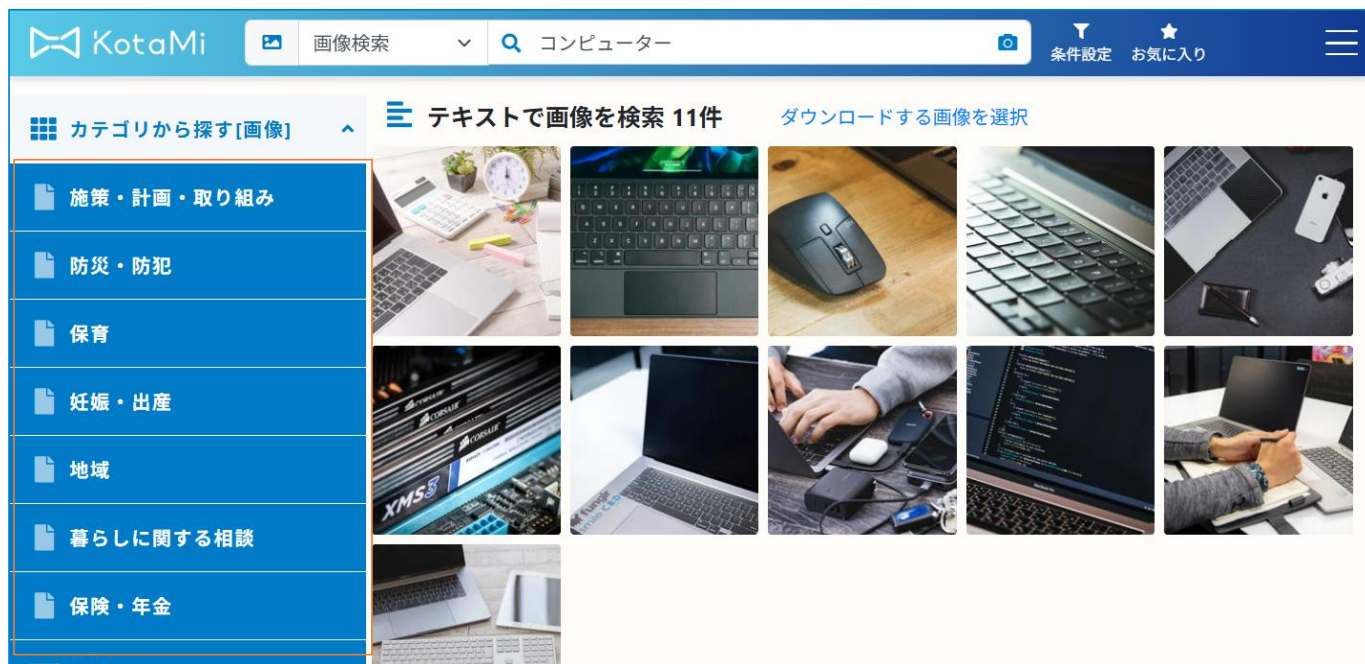 KotaMi
画像検索
コンピューター
条件設定
お気に入り
カテゴリから探す[画像]
施策・計画・取り組み
防災・防犯
保育
妊娠・出産
地域
暮らしに関する相談
保険・年金
テキストで画像を検索 11件
ダウンロードする画像を選択
CORSAIR
CORSAIR
CORSAIR
XMS3